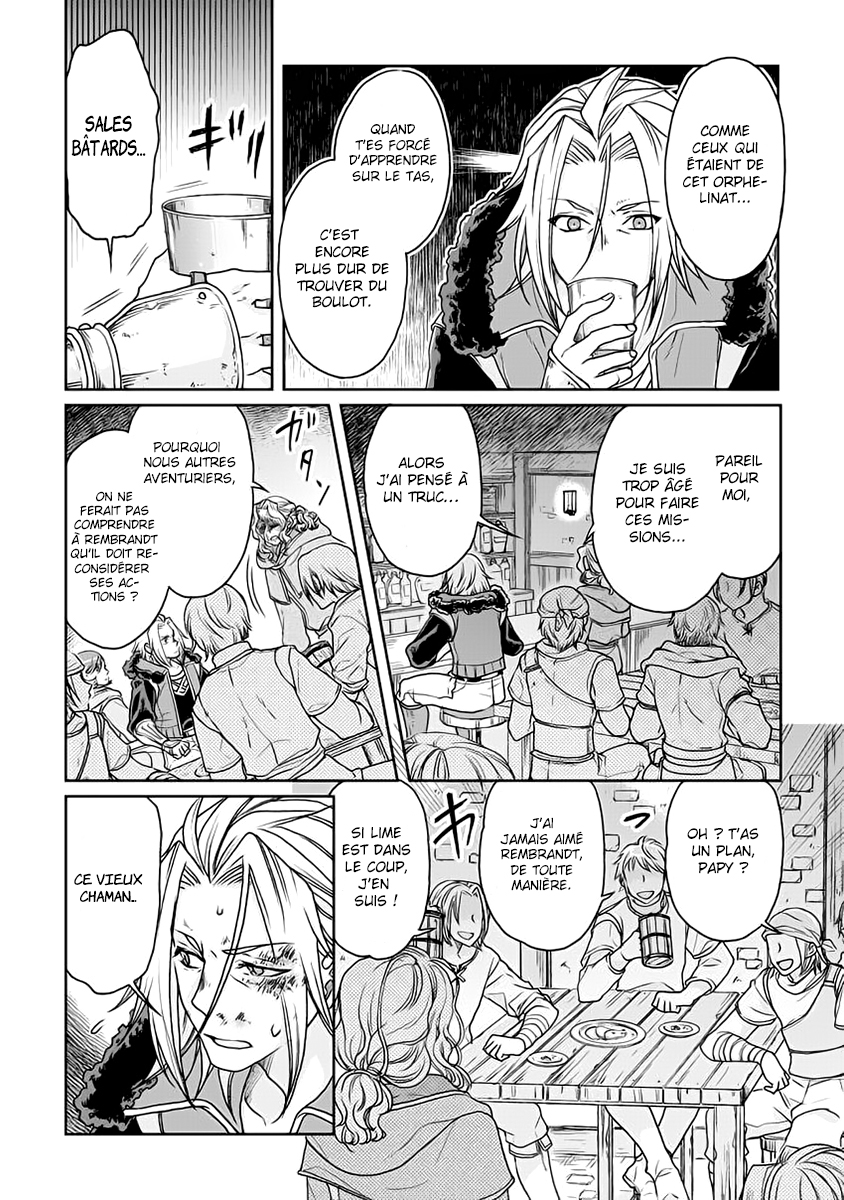 COMME
CEUX QUI
ÉTAIENT DE
CET ORPHE-
LINAT...
QUAND
T'ES FORCÉ
D'APPRENDRE
SUR LE TAS,
C'EST
ENCORE
PLUS DUR DE
TROUVER DU
BOULOT.
SALES
BÂTARDS...
ギジ
PAREIL
POUR
MOI,
JE SUIS
TROP ÂGÉ
POUR FAIRE
CES MIS-
SIONS...
ALORS
J'AI PENSÉ À
UN TRUC...
ガタン
POURQUOI
NOUS AUTRES
AVENTURIERS,
ON NE
FERAIT PAS
COMPRENDRE
À REMBRANDT
QU'IL DOIT RE-
CONSIDÉRER
SES AC-
TIONS ?
OH ? T'AS
UN PLAN,
PAPY ?
J'AI
JAMAIS AIMÉ
REMBRANDT,
DE TOUTE
MANIÈRE.
SI LIME
EST DANS
LE COUP,
J'EN
SUIS !
CE VIEUX
CHAMAN..